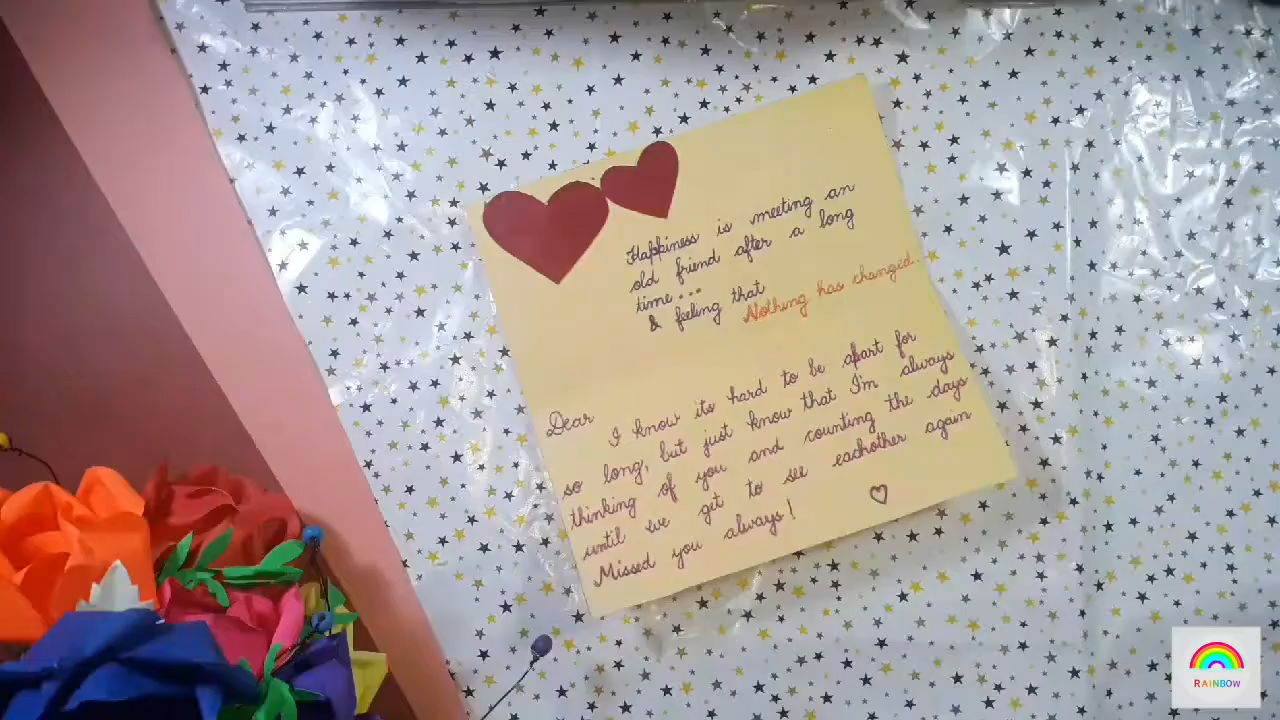 Happiness is meeting an
old friend after a long
time...
& feeling that
Nothing has changed..
Dear
I know its hard to be apart for
so long, but just know that I'm always
thinking of you and counting the days
until we get to see eachother again
Missed you always!
RAINBOW